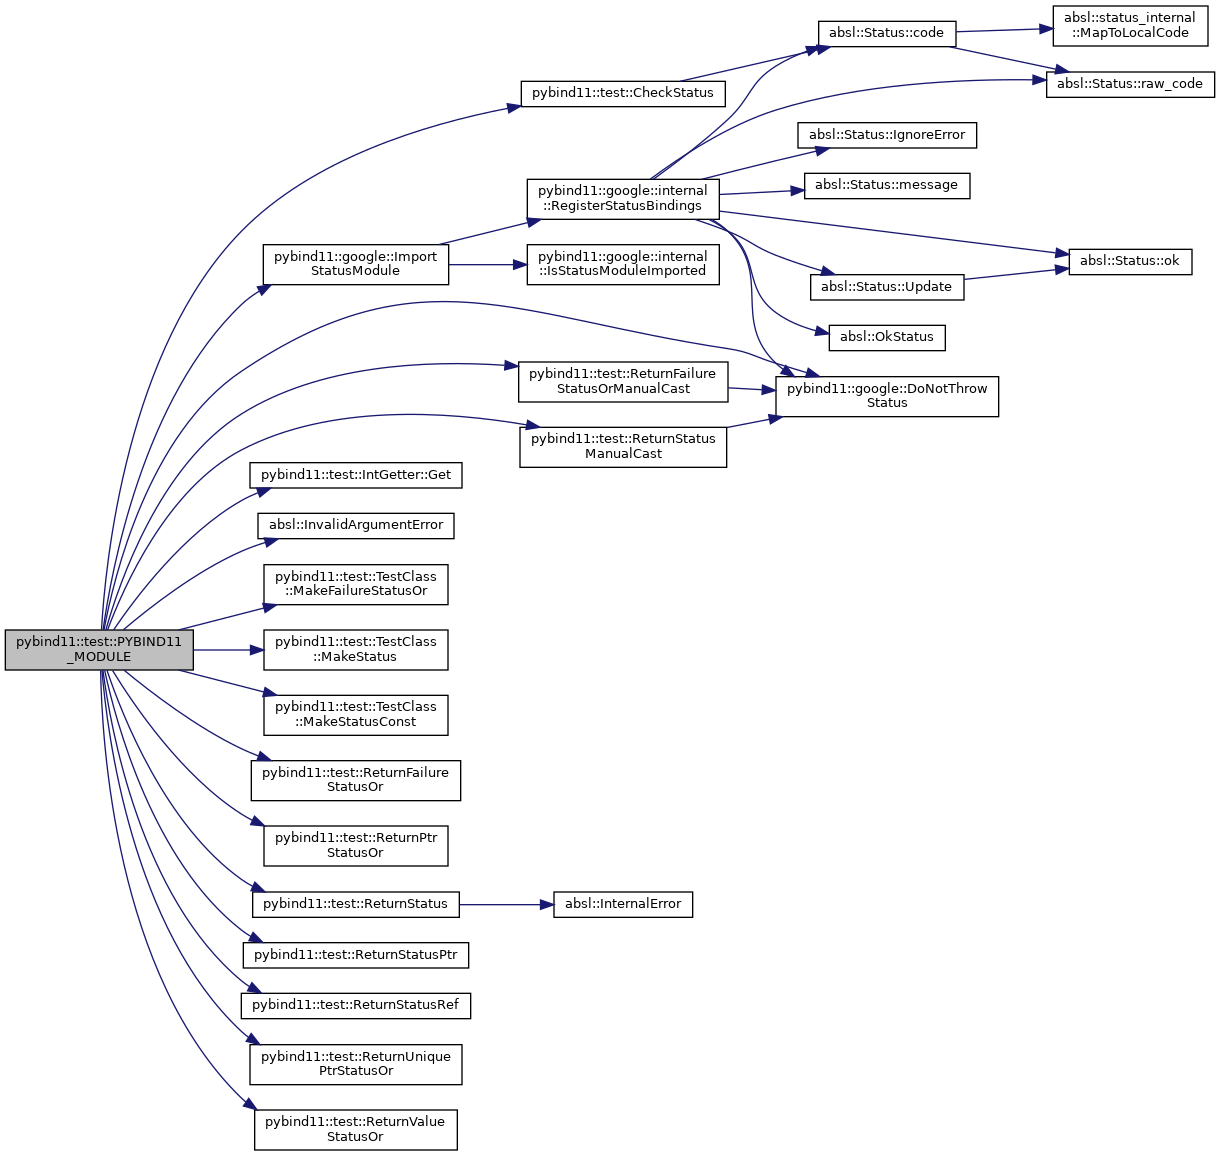 absl::status_internal
::MapToLocalCode
absl::Status::code
absl::Status::raw_code
pybind11::test::CheckStatus
absl::Status::IgnoreError
absl::Status::message
pybind11::google::internal
::RegisterStatusBindings
pybind11::google::Import
StatusModule
pybind11::google::internal
::IsStatusModuleImported
absl::Status::ok
absl::Status::Update
absl::OkStatus
pybind11::test::ReturnFailure
StatusOrManualCast
pybind11::google::DoNotThrow
Status
pybind11::test::ReturnStatus
ManualCast
pybind11::test::IntGetter::Get
absl::InvalidArgumentError
pybind11::test::TestClass
::MakeFailureStatusOr
pybind11::test::PYBIND11
_MODULE
pybind11::test::TestClass
::MakeStatus
pybind11::test::TestClass
::MakeStatusConst
pybind11::test::ReturnFailure
StatusOr
pybind11::test::ReturnPtr
StatusOr
pybind11::test::ReturnStatus
absl::InternalError
pybind11::test::ReturnStatusPtr
pybind11::test::ReturnStatusRef
pybind11::test::ReturnUnique
PtrStatusOr
pybind11::test::ReturnValue
StatusOr